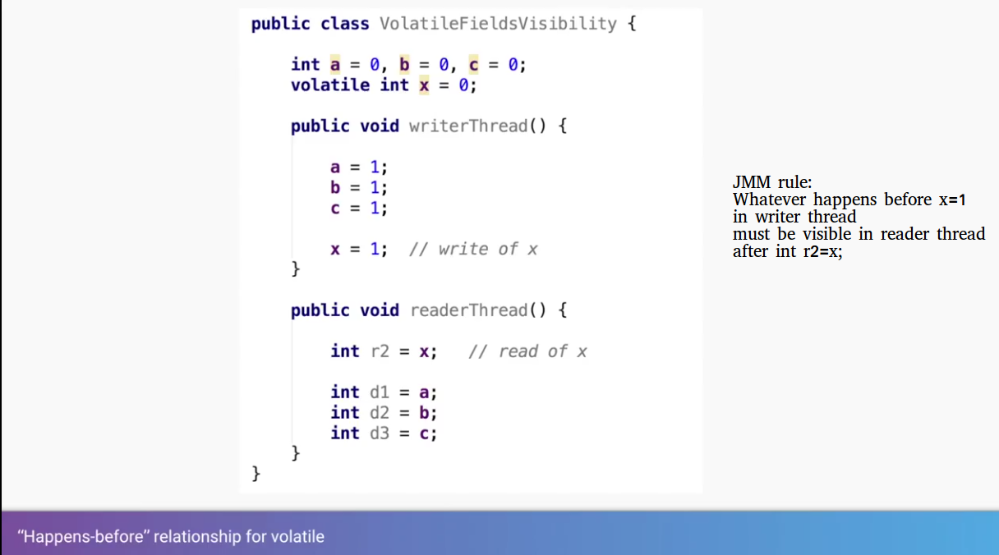 public class VolatileFieldsVisibility {
int a = 0, b = 0, c = 0;
volatile int x = 0;
public void writerThread() {
a = 1;
b = 1;
c = 1;
x = 1; // write of x
}
public void readerThread() {
int r2 = x; // read of x
int d1 = a;
int d2 = b;
int d3 = c;
}
}
JMM rule:
Whatever happens before x=1
in writer thread
must be visible in reader thread
after int r2=x;
“Happens-before” relationship for volatile